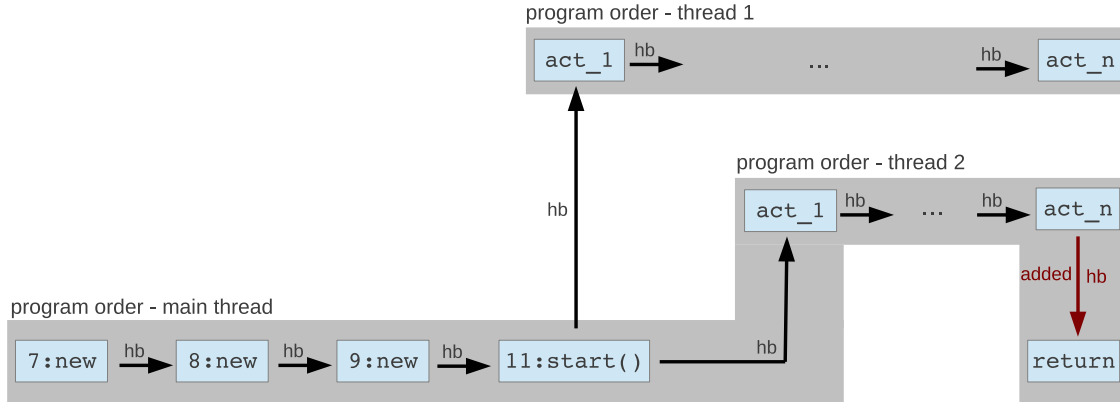 program order - thread 1
act_1 hb ... hb act_n
program order - thread 2
hb
act_1 hb ... hb act_n
added hb
program order - main thread
7:new hb 8:new hb 9:new hb 11:start() hb return